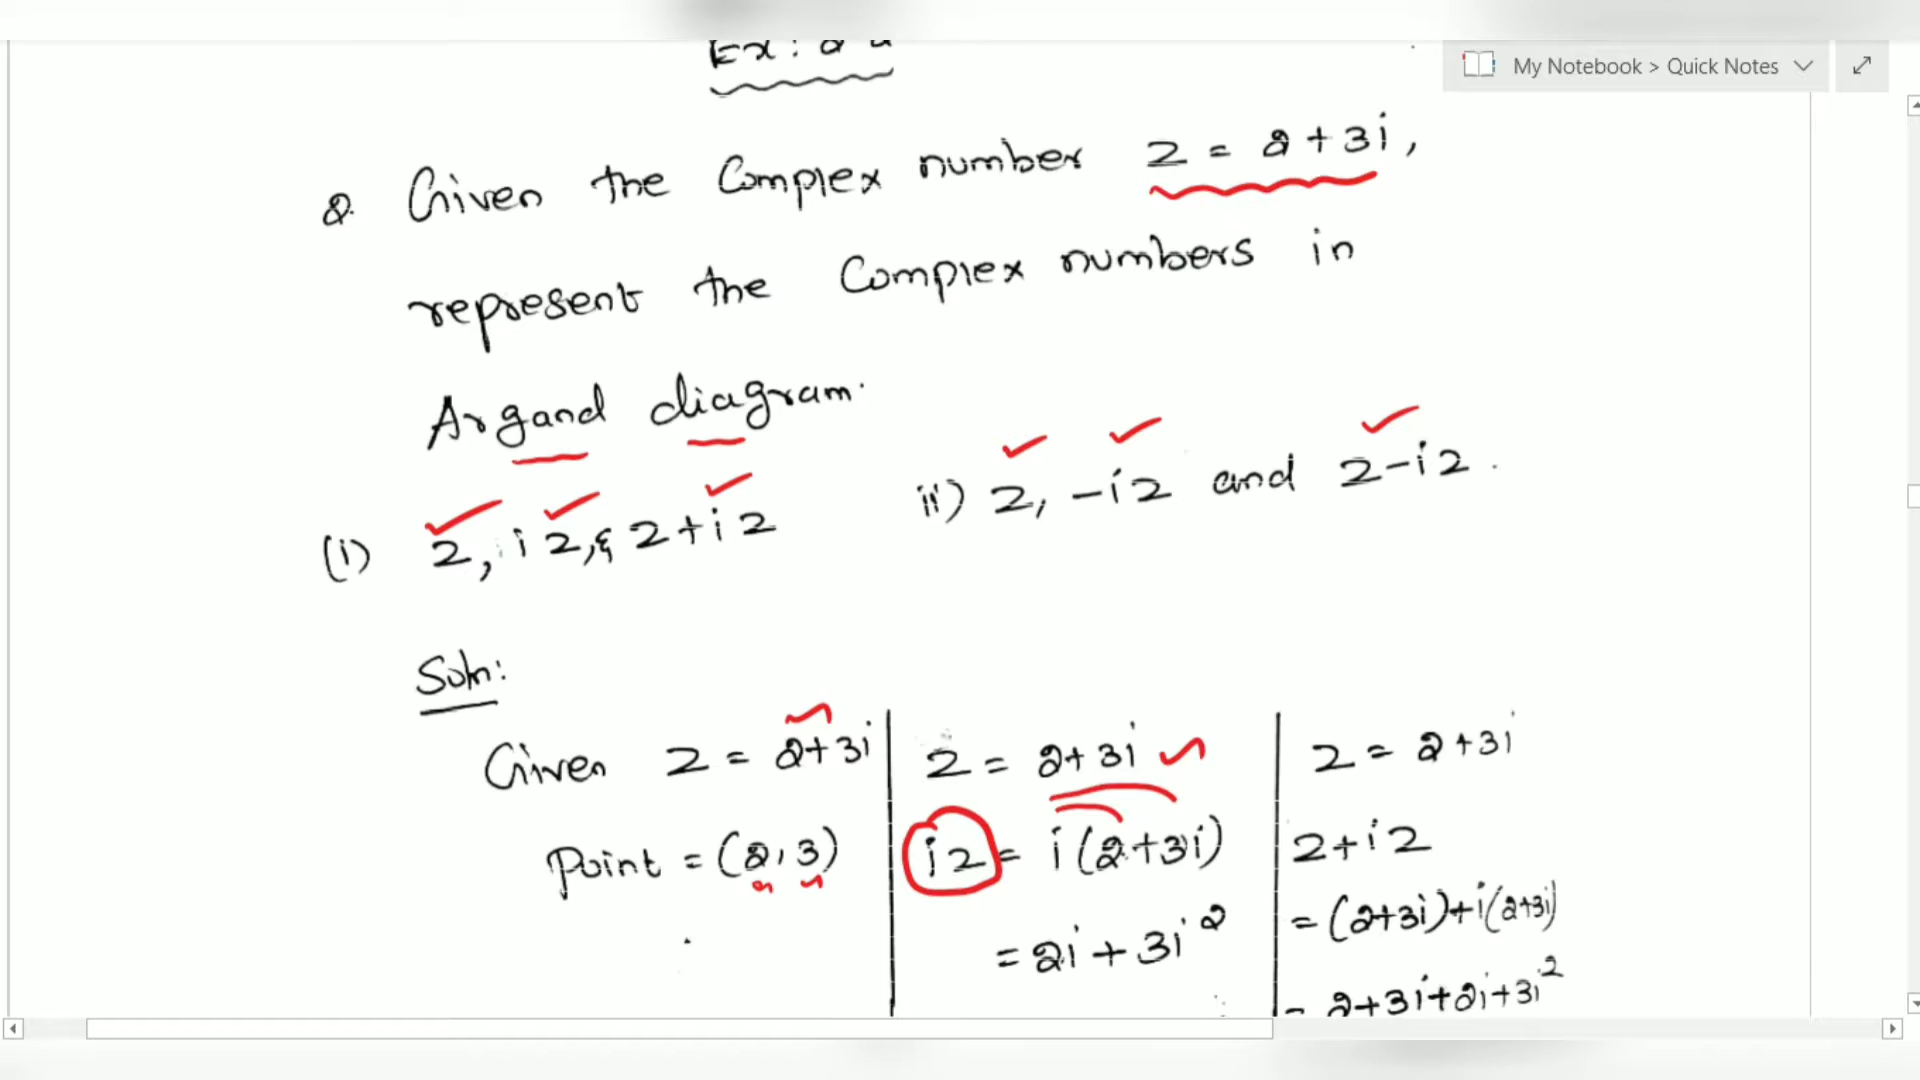 My Notebook > Quick Notes
Ex:
2. Given the Complex number z = 2+3i,
represent the Complex numbers in
Argand diagram.
(i) z, iz, & z+iz
ii) z, -iz and z-iz.
Soln:
Given z = 2+3i
Point = (2, 3)
z = 2+3i
iz = i(2+3i)
= 2i + 3i²
z = 2+3i
z+iz
= (2+3i)+i(2+3i)
= 2+3i+2i+3i²